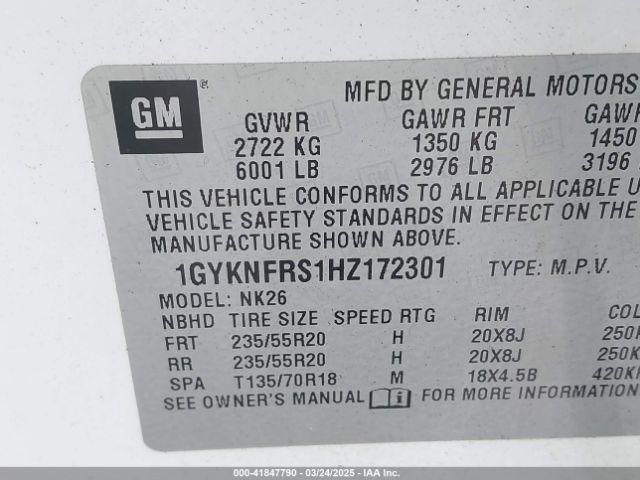 GM ®
MFD BY GENERAL MOTORS
GVWR GAWR FRT GAWR
2722 KG 1350 KG 1450
6001 LB 2976 LB 3196
THIS VEHICLE CONFORMS TO ALL APPLICABLE U
VEHICLE SAFETY STANDARDS IN EFFECT ON THE
MANUFACTURE SHOWN ABOVE.
1GYKNFRS1HZ172301 TYPE: M.P.V.
MODEL: NK26
NBHD TIRE SIZE SPEED RTG RIM COL
FRT 235/55R20 H 20X8J 250K
RR 235/55R20 H 20X8J 250K
SPA T135/70R18 M 18X4.5B 420K
SEE OWNER'S MANUAL i FOR MORE INFORM
000-41847790 - 03/24/2025 - IAA, Inc.